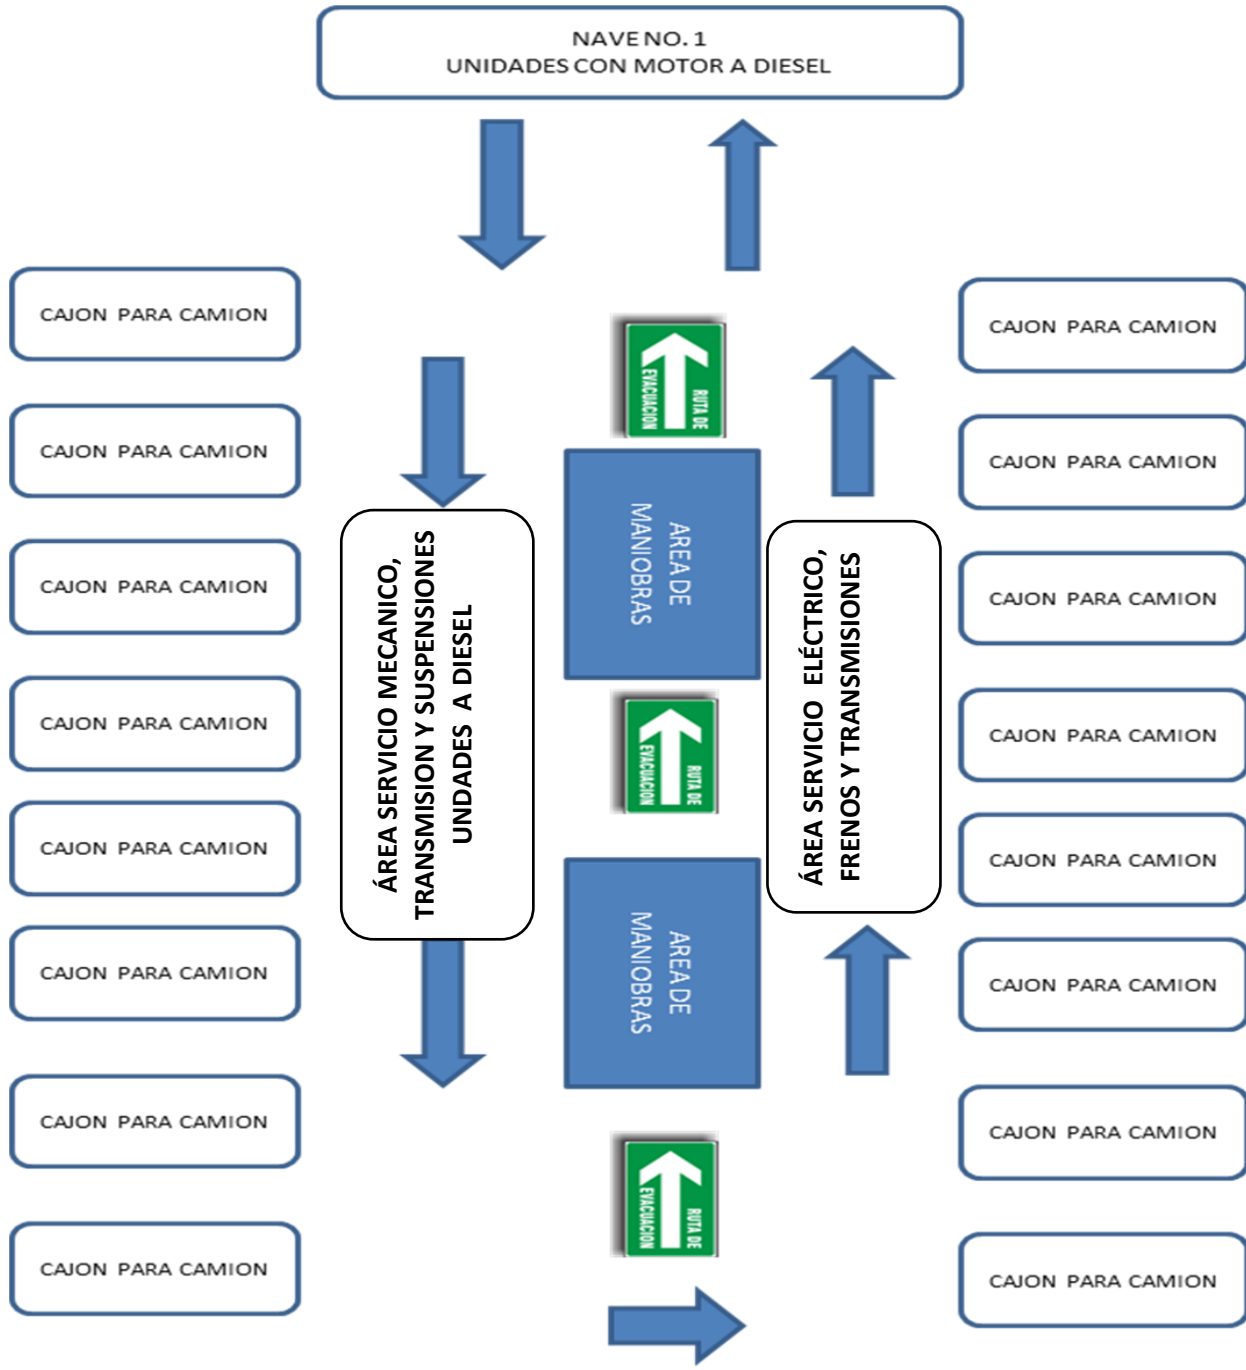 NAVE NO. 1
UNIDADES CON MOTOR A DIESEL
CAJON PARA CAMION
CAJON PARA CAMION
CAJON PARA CAMION
CAJON PARA CAMION
CAJON PARA CAMION
CAJON PARA CAMION
CAJON PARA CAMION
CAJON PARA CAMION
ÁREA SERVICIO MECANICO,
TRANSMISION Y SUSPENSIONES
UNDADES A DIESEL
RUTA DE
EVACUACION
AREA DE
MANIOBRAS
RUTA DE
EVACUACION
AREA DE
MANIOBRAS
RUTA DE
EVACUACION
ÁREA SERVICIO ELÉCTRICO,
FRENOS Y TRANSMISIONES
CAJON PARA CAMION
CAJON PARA CAMION
CAJON PARA CAMION
CAJON PARA CAMION
CAJON PARA CAMION
CAJON PARA CAMION
CAJON PARA CAMION
CAJON PARA CAMION